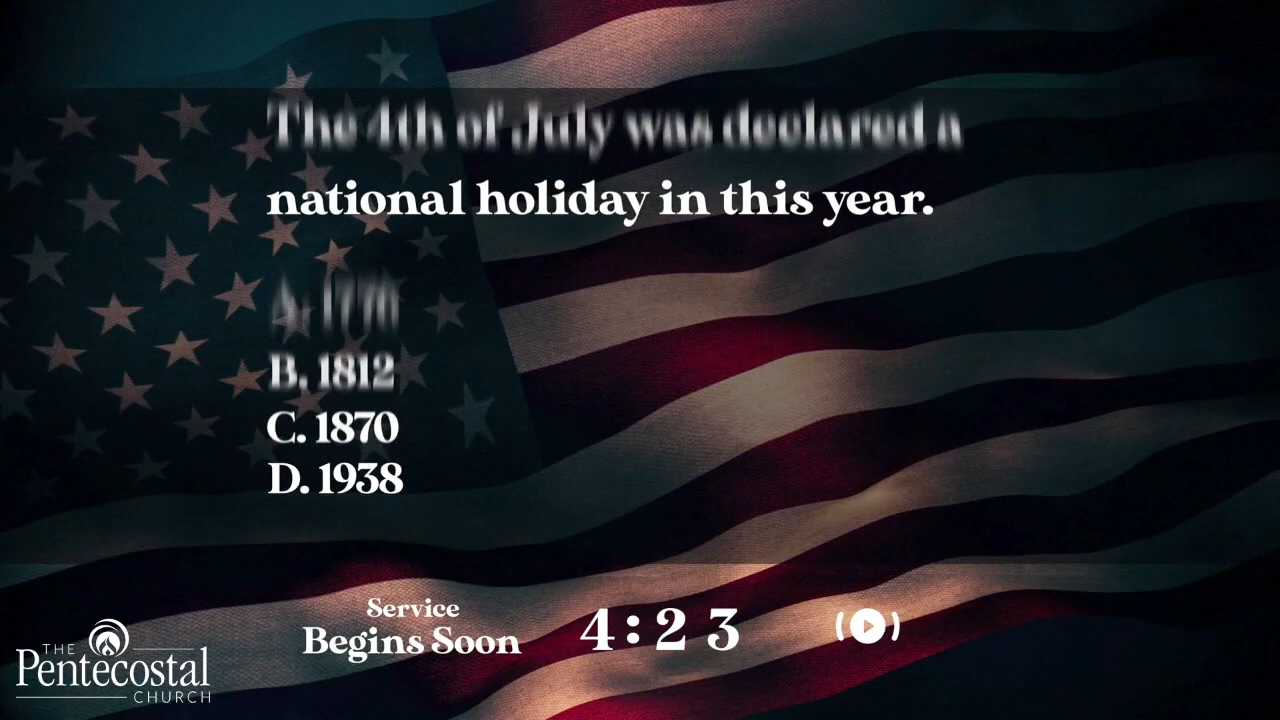 The 4th of July was declared a
national holiday in this year.
A. 1776
B. 1812
C. 1870
D. 1938
Service
Begins Soon
4:23
THE
Pentecostal
CHURCH